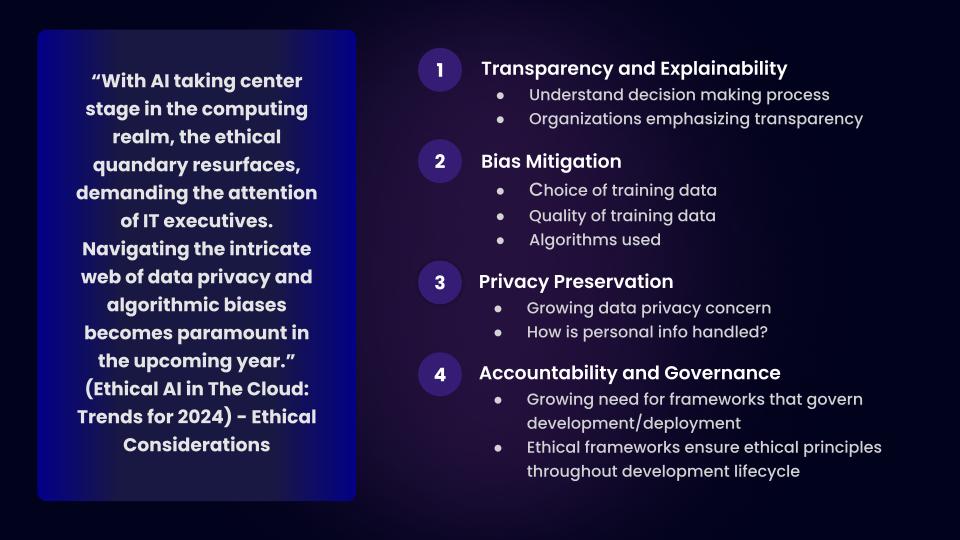 “With AI taking center
stage in the computing
realm, the ethical
quandary resurfaces,
demanding the attention
of IT executives.
Navigating the intricate
web of data privacy and
algorithmic biases
becomes paramount in
the upcoming year.”
(Ethical AI in The Cloud:
Trends for 2024) - Ethical
Considerations
1 Transparency and Explainability
● Understand decision making process
● Organizations emphasizing transparency
2 Bias Mitigation
● Choice of training data
● Quality of training data
● Algorithms used
3 Privacy Preservation
● Growing data privacy concern
● How is personal info handled?
4 Accountability and Governance
● Growing need for frameworks that govern
development/deployment
● Ethical frameworks ensure ethical principles
throughout development lifecycle